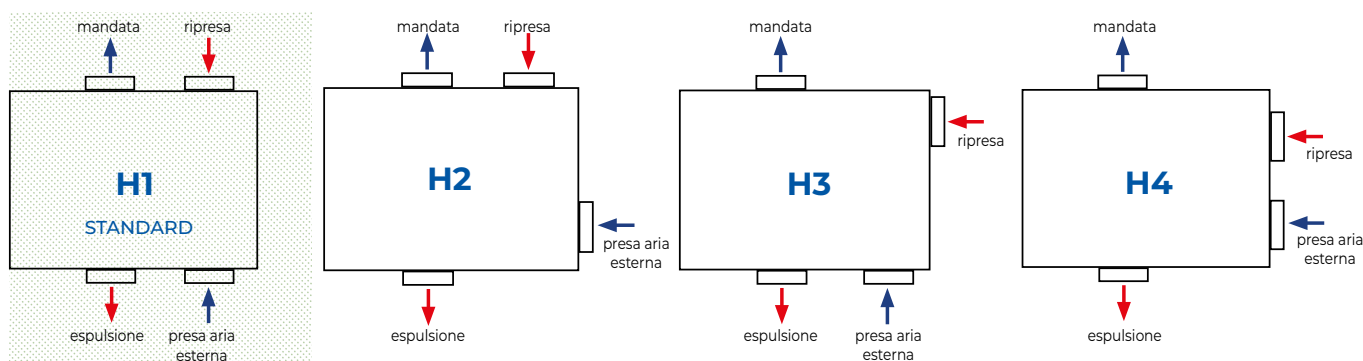 mandata
ripresa
H1
STANDARD
espulsione
presa aria
esterna
mandata
ripresa
H2
presa aria
esterna
espulsione
mandata
ripresa
H3
espulsione
presa aria
esterna
mandata
ripresa
H4
presa aria
esterna
espulsione